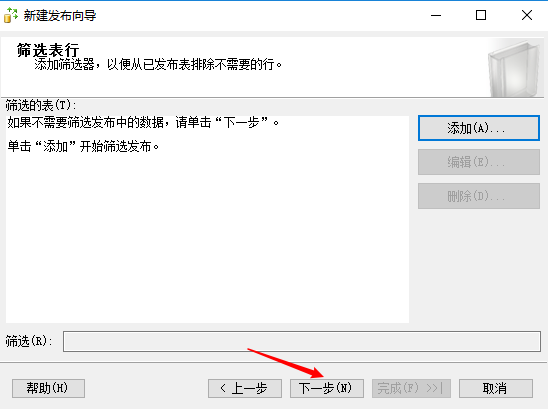 新建发布向导
筛选表行
添加筛选器，以便从已发布表排除不需要的行。
筛选的表(T):
如果不需要筛选发布中的数据，请单击“下一步”。
单击“添加”开始筛选发布。
添加(A)...
编辑(E)...
删除(D)...
筛选(R):
帮助(H)
< 上一步
下一步(N)
完成(F) >>|
取消